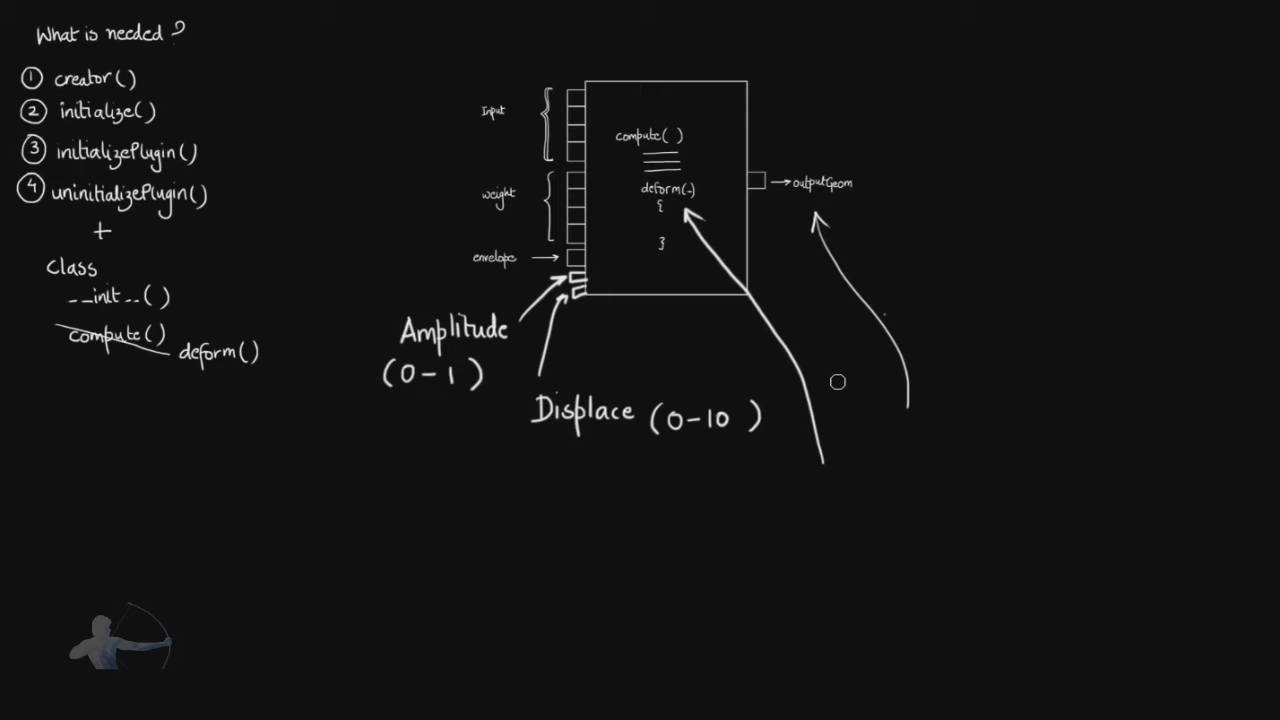 What is needed ?
① creator()
② initialize()
③ initializePlugin()
④ uninitializePlugin()
+
class
__init__()
compute()
deform()
Input
weight
envelope
compute()
deform(-)
{
}
outputGeom
Amplitude
(0-1)
Displace (0-10)